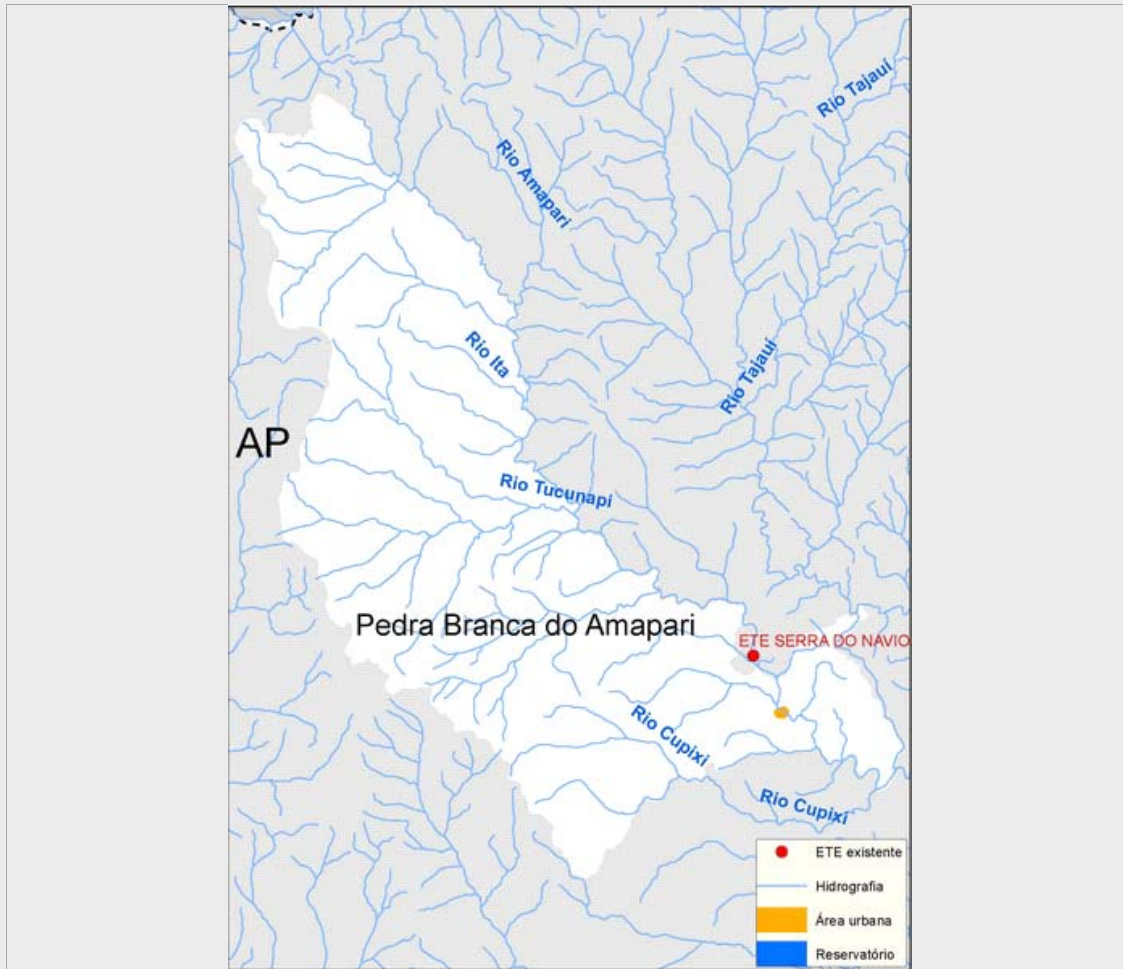 Rio Tajauí
Rio Amapari
Rio Ita
Rio Tajauí
AP
Rio Tucunapi
Pedra Branca do Amapari
ETE SERRA DO NAVIO
Rio Cupixi
Rio Cupixi
ETE existente
Hidrografia
Área urbana
Reservatório